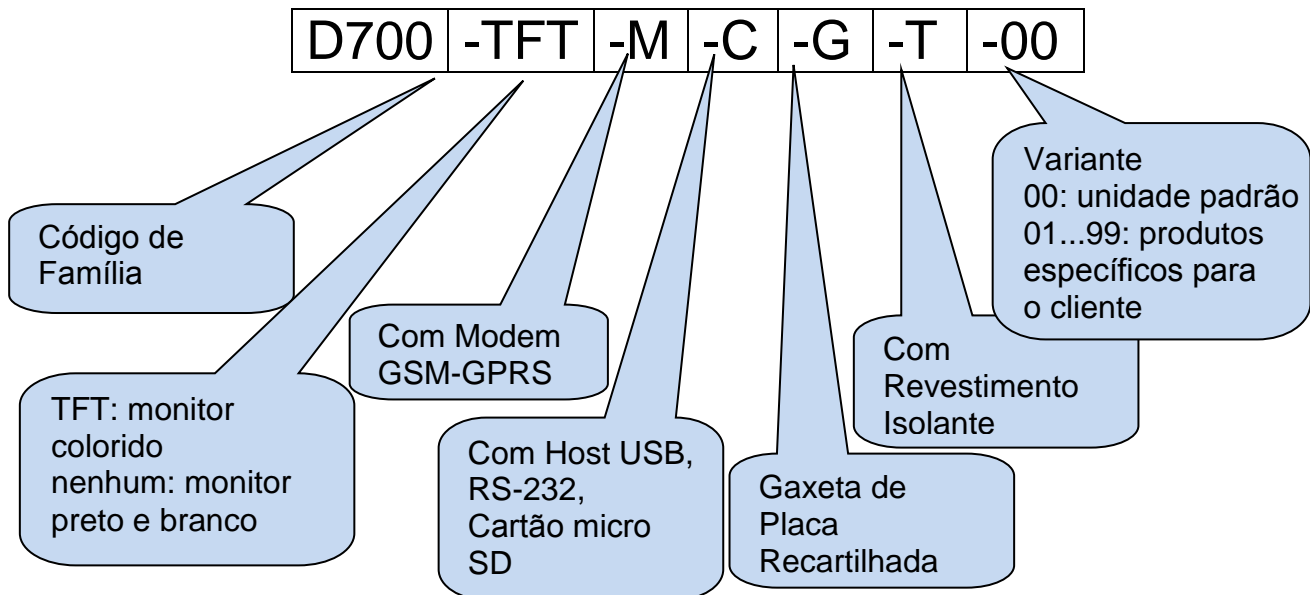 D700 -TFT -M -C -G -T -00
Código de
Família
TFT: monitor
colorido
nenhum: monitor
preto e branco
Com Modem
GSM-GPRS
Com Host USB,
RS-232,
Cartão micro
SD
Gaxeta de
Placa
Recartilhada
Com
Revestimento
Isolante
Variante
00: unidade padrão
01...99: produtos
específicos para
o cliente